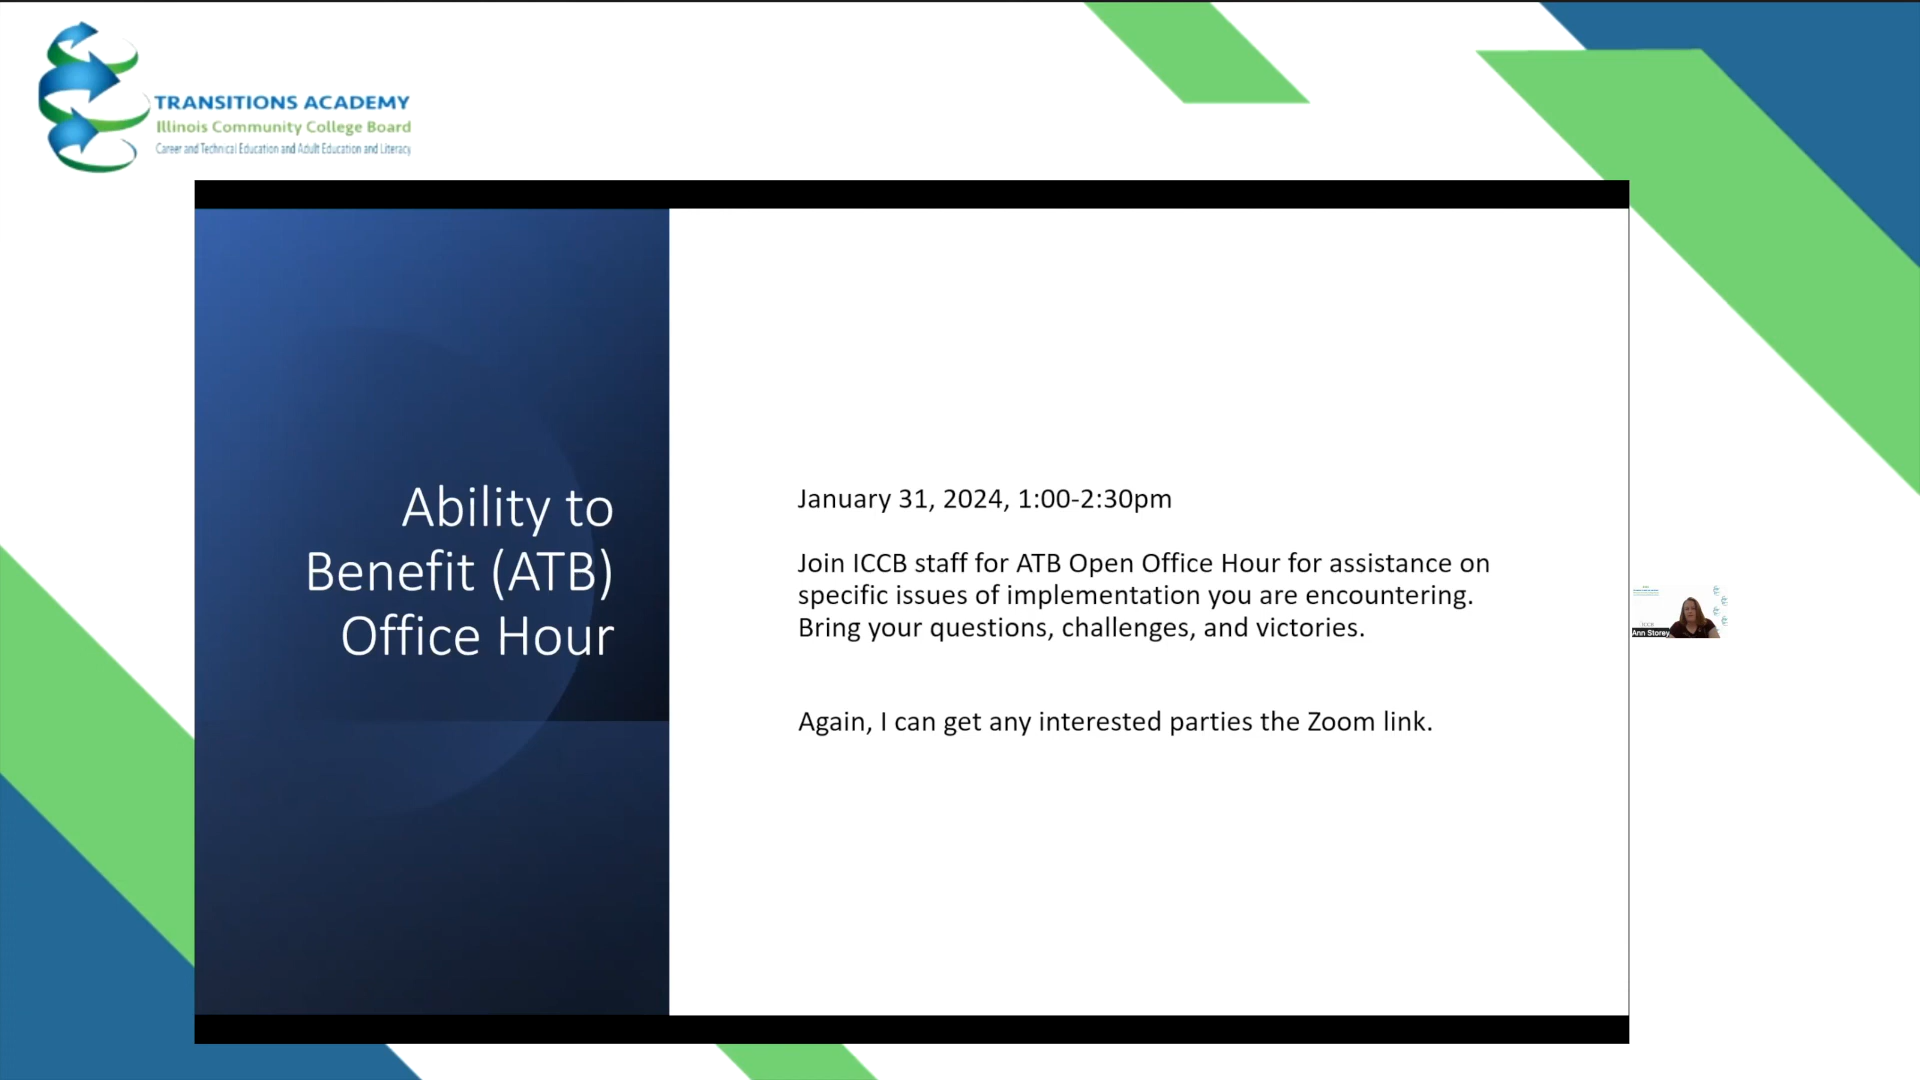 TRANSITIONS ACADEMY
Illinois Community College Board
Career and Technical Education and Adult Education and Literacy
Ability to
Benefit (ATB)
Office Hour
January 31, 2024, 1:00-2:30pm
Join ICCB staff for ATB Open Office Hour for assistance on
specific issues of implementation you are encountering.
Bring your questions, challenges, and victories.
Again, I can get any interested parties the Zoom link.
Ann Storey